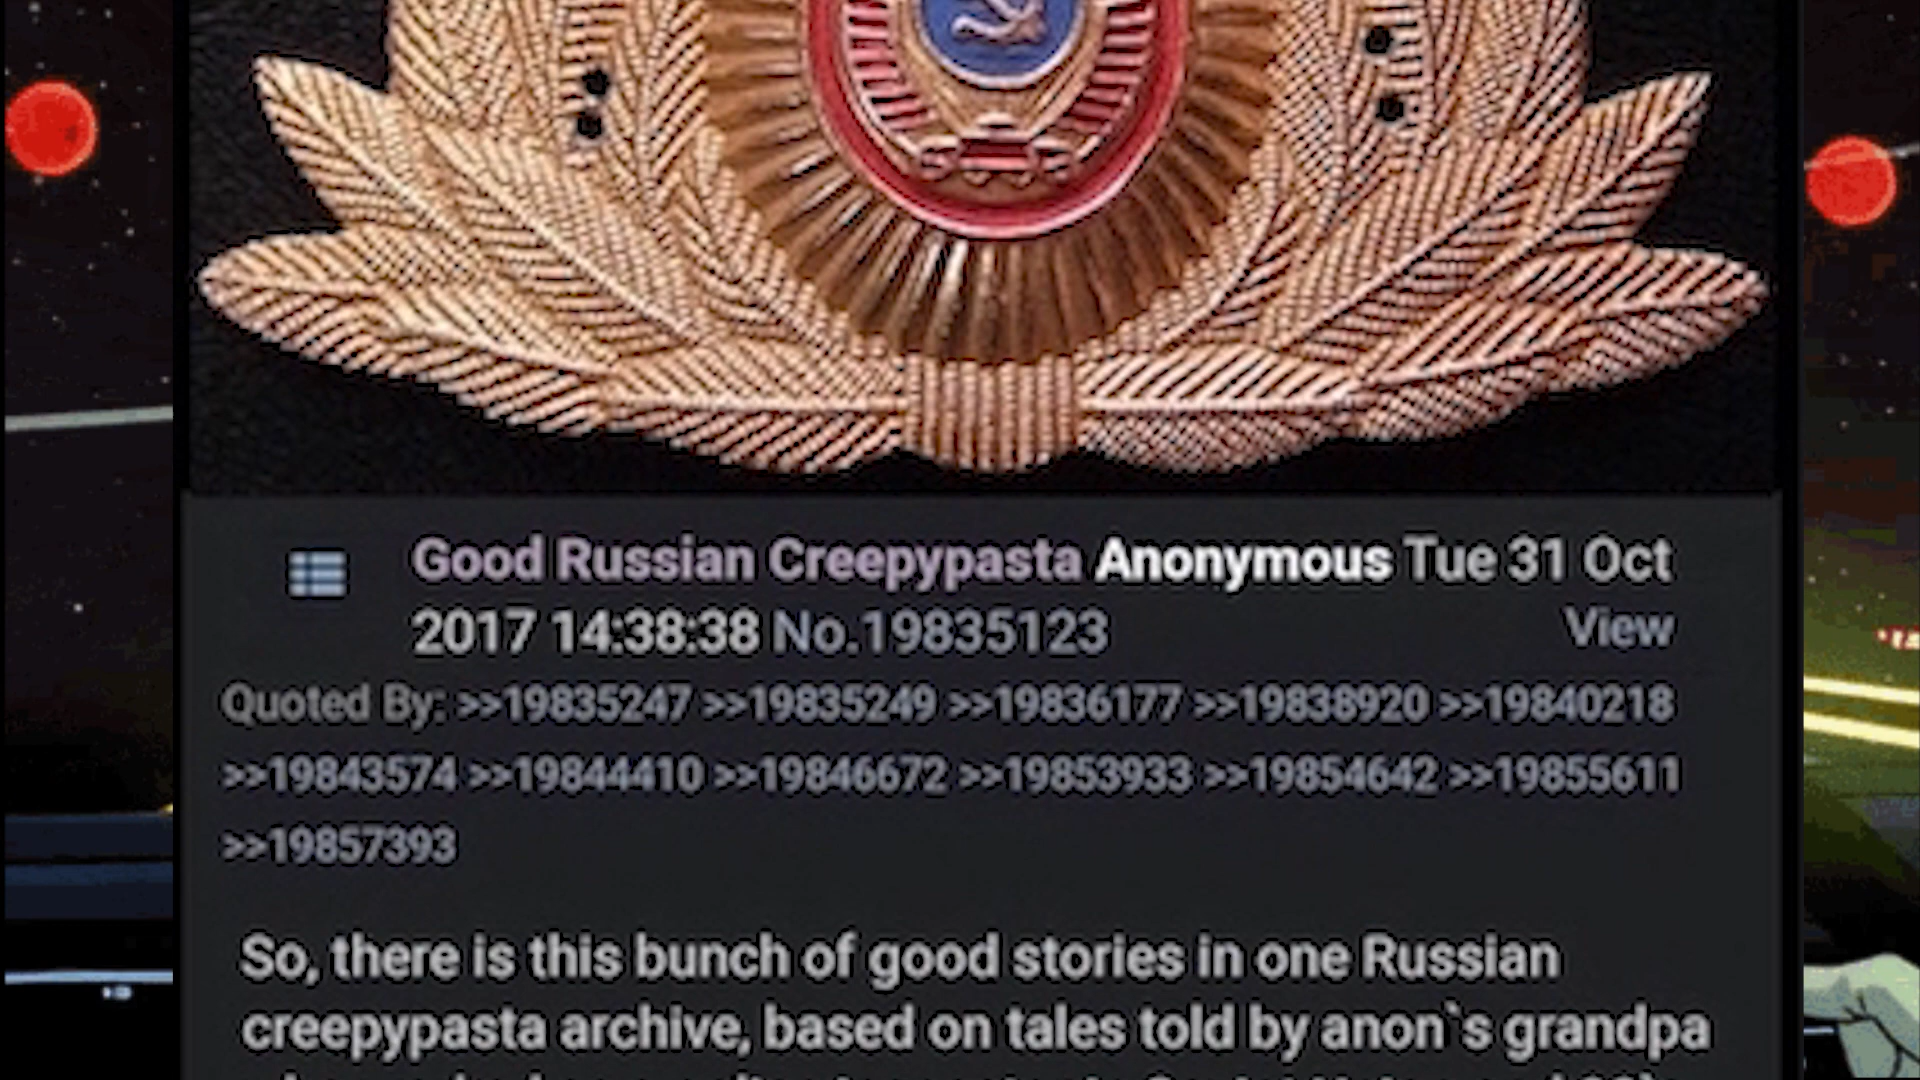 Good Russian Creepypasta Anonymous Tue 31 Oct
2017 14:38:38 No.19835123 View
Quoted By: >>19835247 >>19835249 >>19836177 >>19838920 >>19840218
>>19843574 >>19844410 >>19846672 >>19853933 >>19854642 >>19855611
>>19857393
So, there is this bunch of good stories in one Russian
creepypasta archive, based on tales told by anon`s grandpa